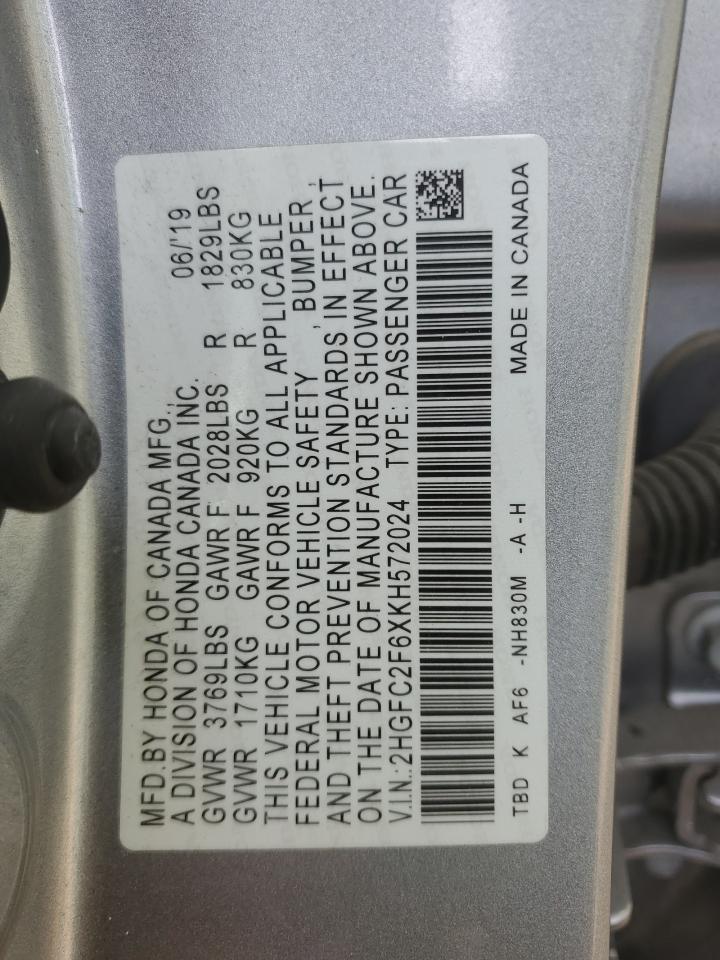 MFD.BY HONDA OF CANADA MFG., 06/'19
A DIVISION OF HONDA CANADA INC.
GVWR 3769LBS GAWR F 2028LBS R 1829LBS
GVWR 1710KG GAWR F 920KG R 830KG
THIS VEHICLE CONFORMS TO ALL APPLICABLE
FEDERAL MOTOR VEHICLE SAFETY , BUMPER ,
AND THEFT PREVENTION STANDARDS IN EFFECT
ON THE DATE OF MANUFACTURE SHOWN ABOVE.
V.I.N.:2HGFC2F6XKH572024 TYPE: PASSENGER CAR
TBD K AF6 -NH830M -A -H MADE IN CANADA